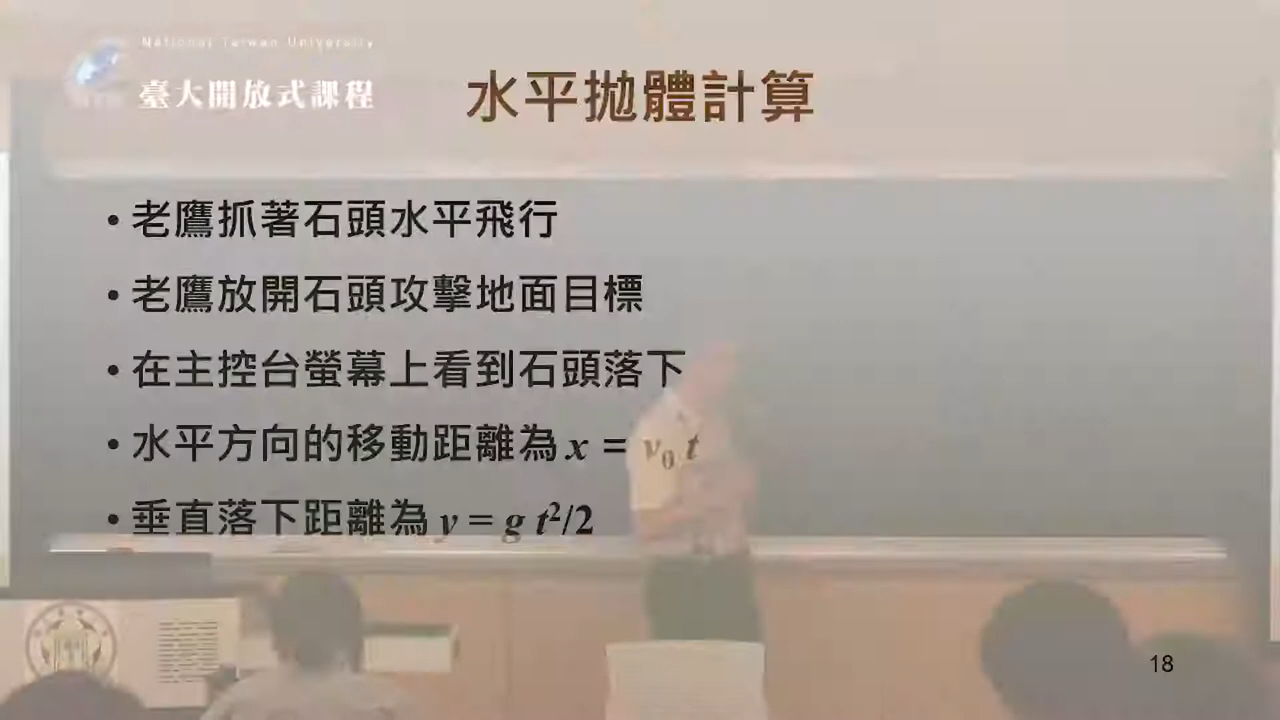 National Taiwan University
臺大開放式課程
水平拋體計算
• 老鷹抓著石頭水平飛行
• 老鷹放開石頭攻擊地面目標
• 在主控台螢幕上看到石頭落下
• 水平方向的移動距離為 x = v₀ t
• 垂直落下距離為 y = g t²/2
18